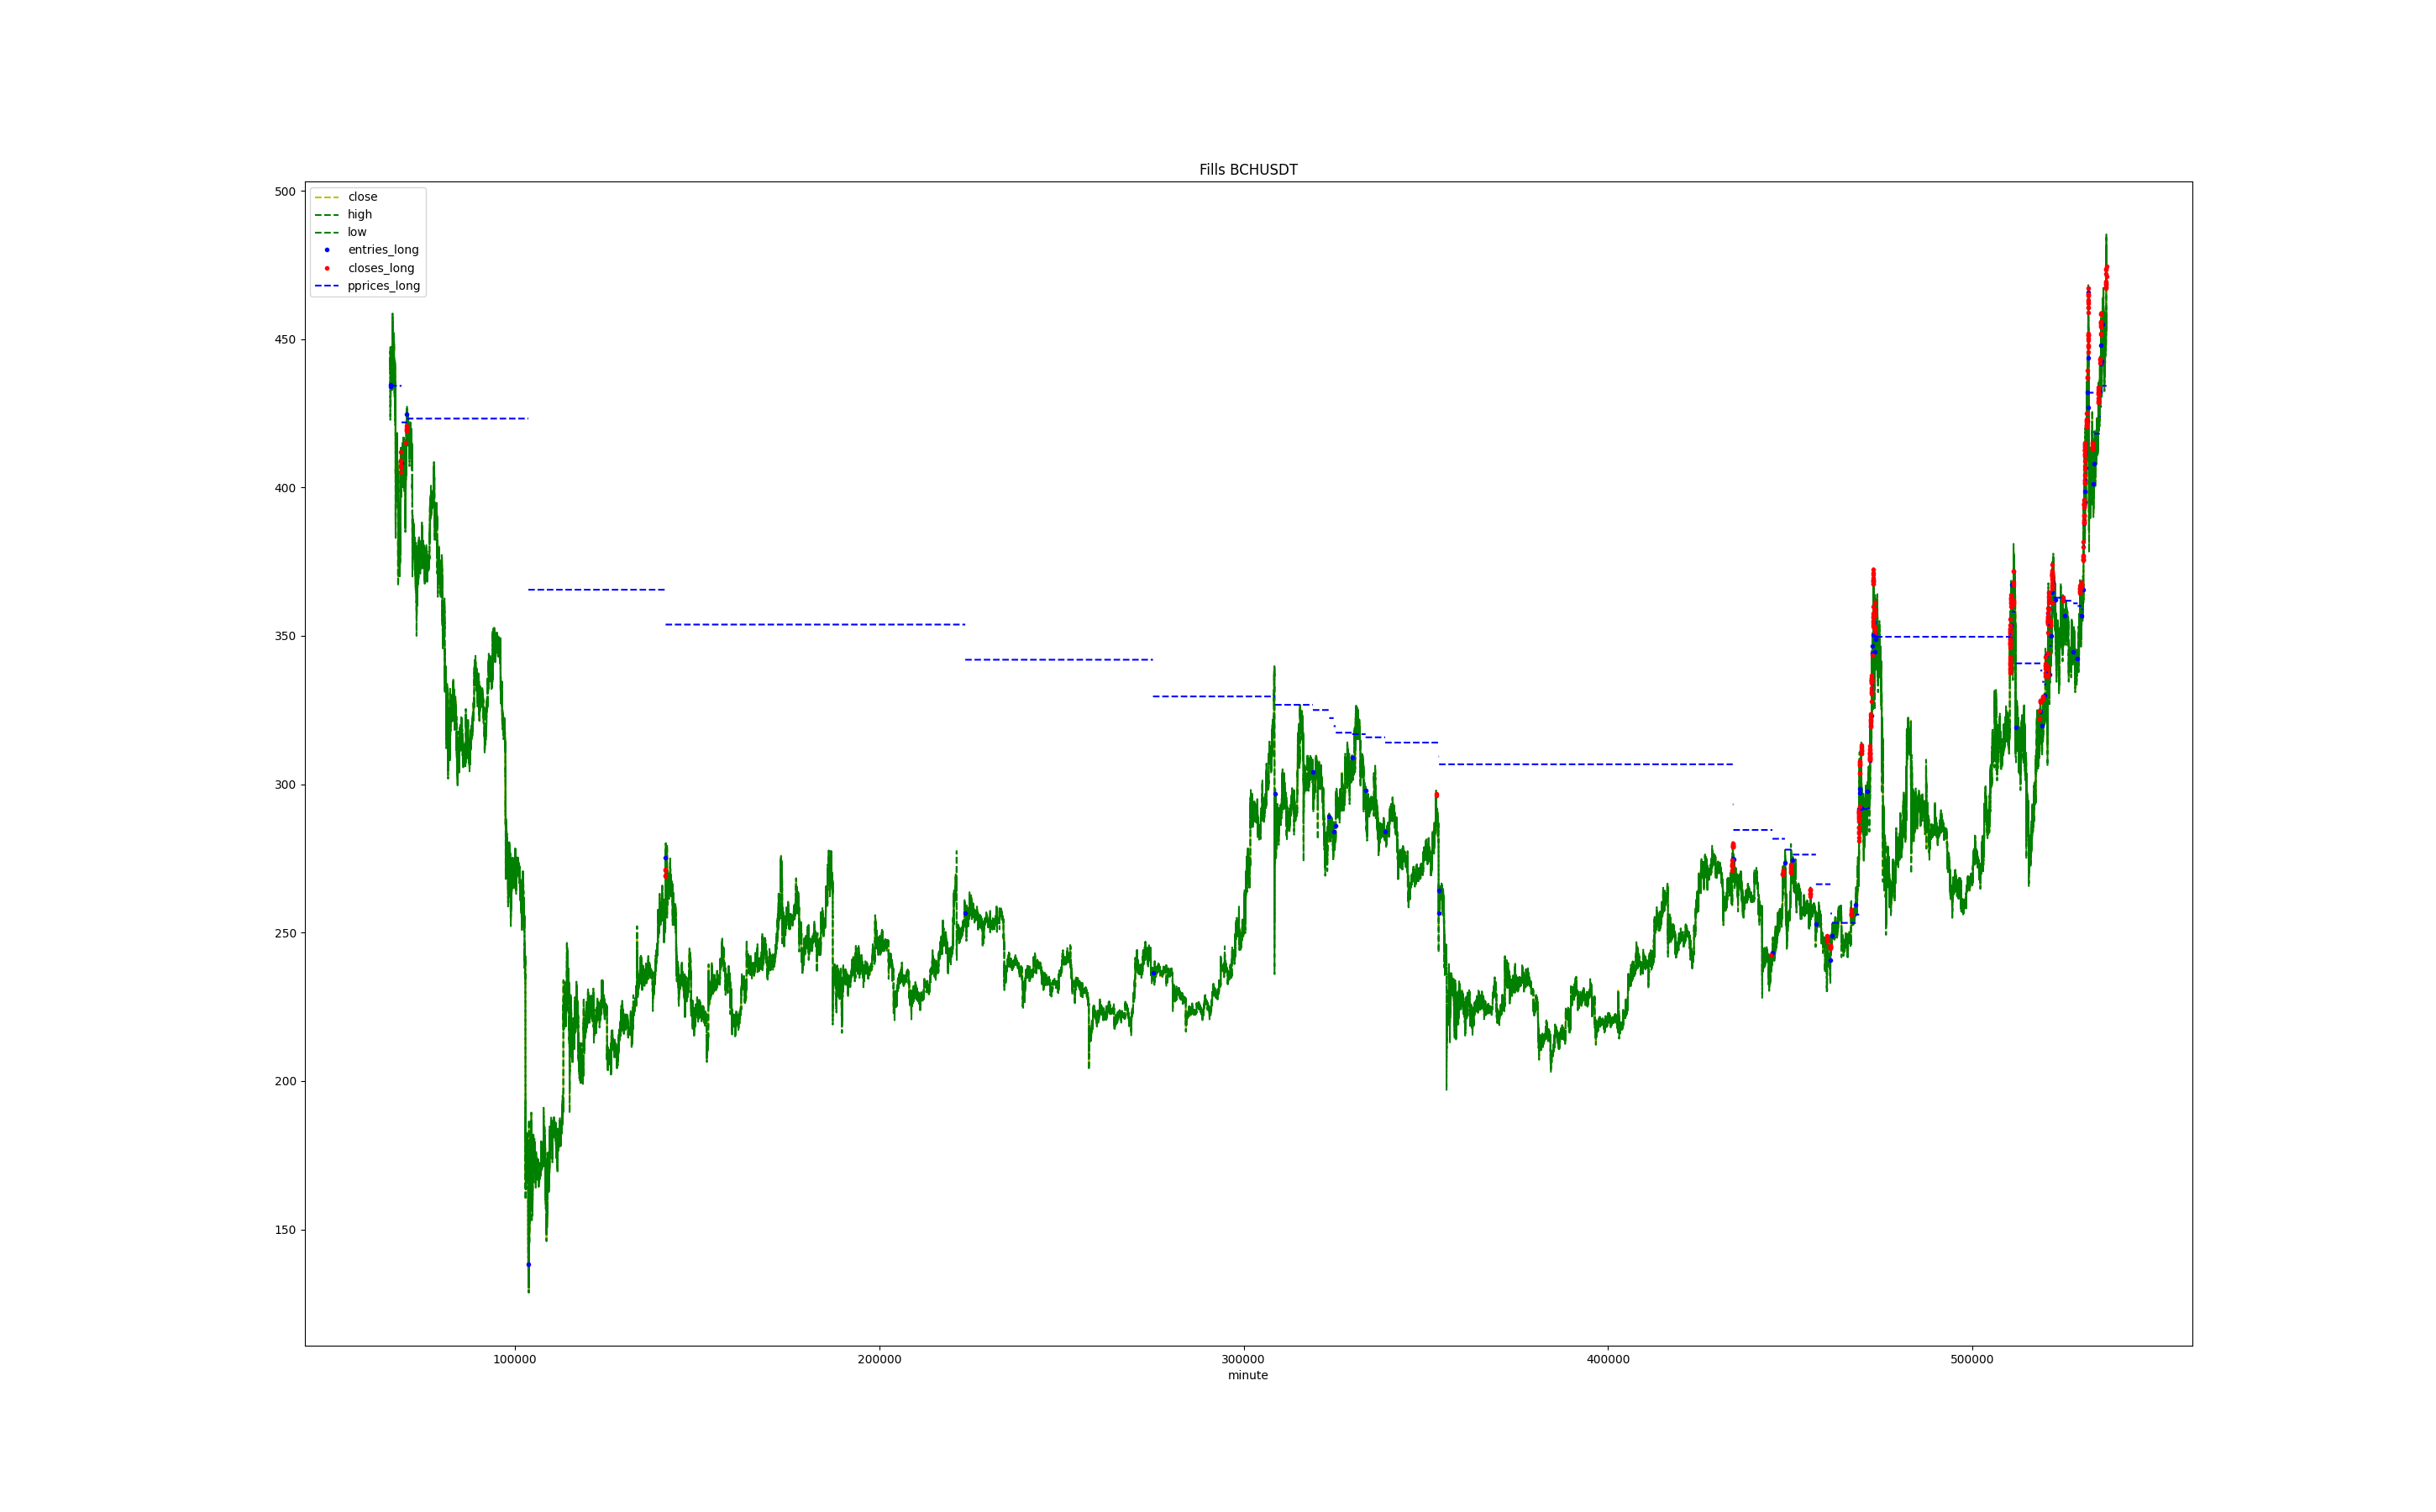 Fills BCHUSDT
500
450
400
350
300
250
200
150
close
high
low
entries_long
closes_long
pprices_long
100000
200000
300000
400000
500000
minute